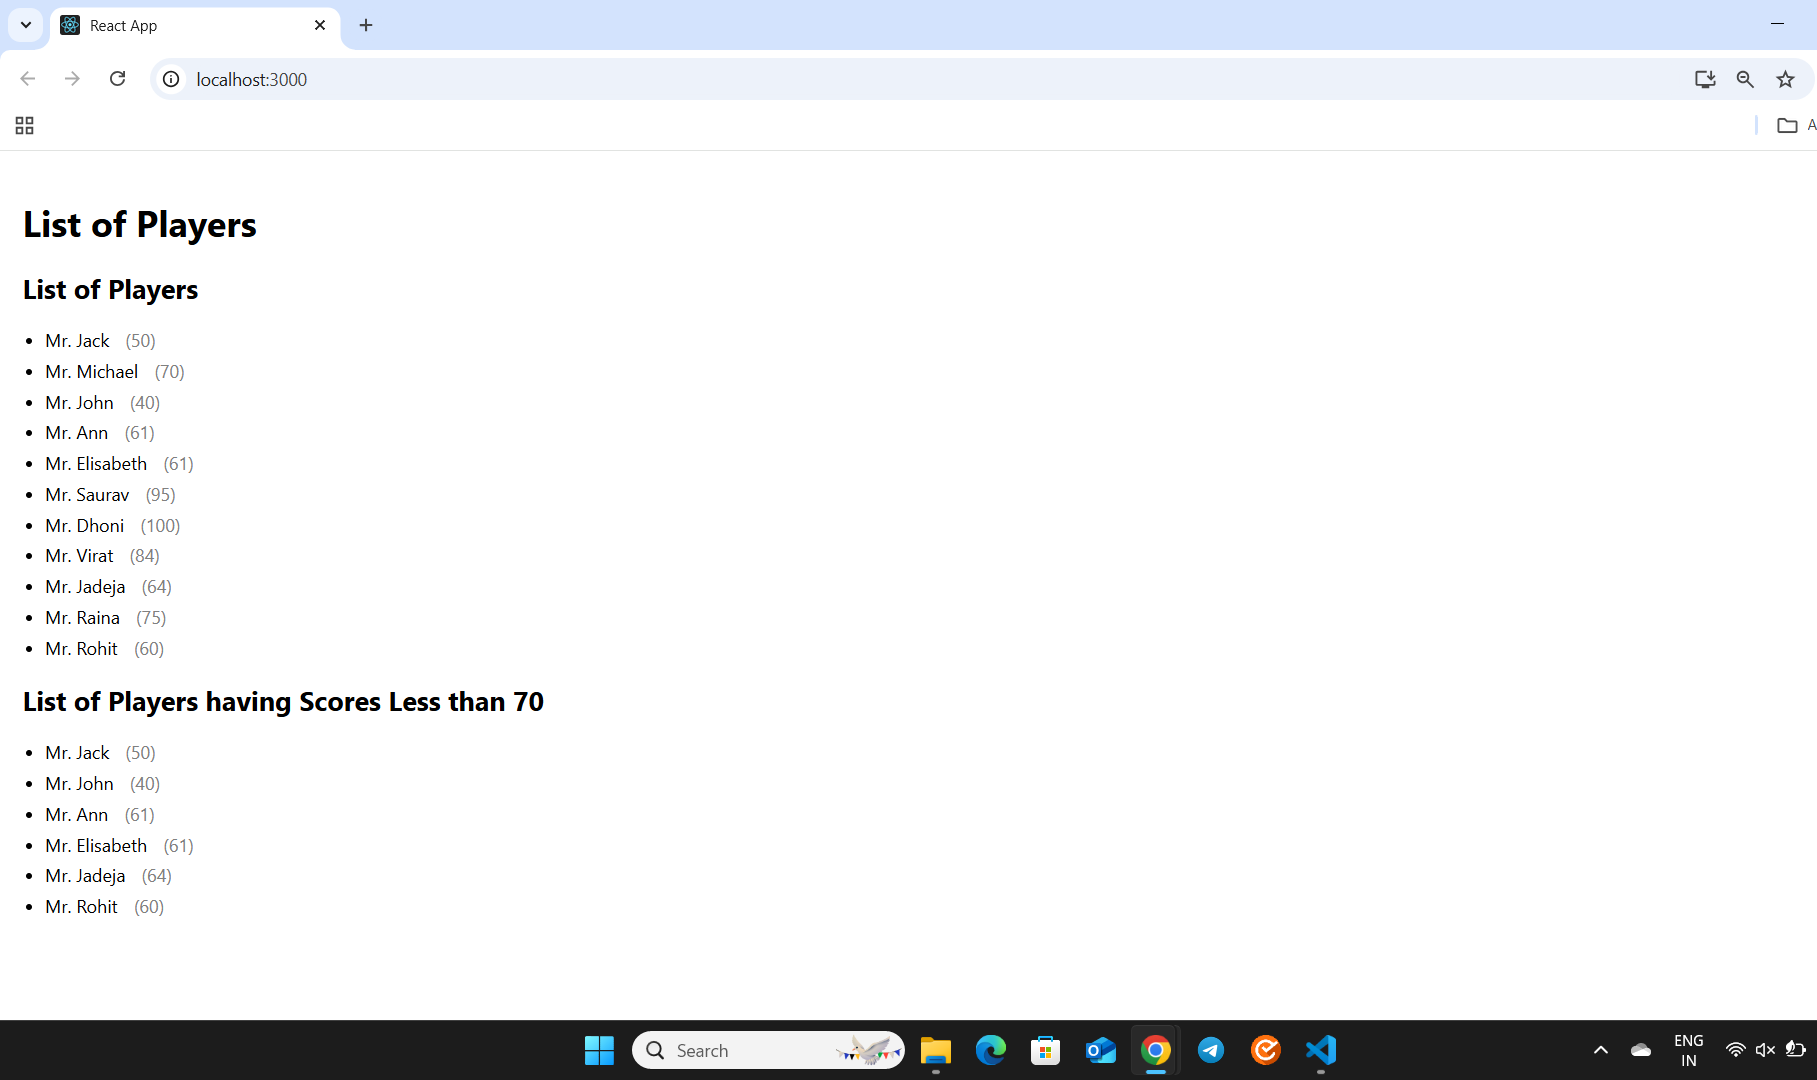 React App
localhost:3000
A
List of Players
List of Players
Mr. Jack (50)
Mr. Michael (70)
Mr. John (40)
Mr. Ann (61)
Mr. Elisabeth (61)
Mr. Saurav (95)
Mr. Dhoni (100)
Mr. Virat (84)
Mr. Jadeja (64)
Mr. Raina (75)
Mr. Rohit (60)
List of Players having Scores Less than 70
Mr. Jack (50)
Mr. John (40)
Mr. Ann (61)
Mr. Elisabeth (61)
Mr. Jadeja (64)
Mr. Rohit (60)
Search
ENG
IN